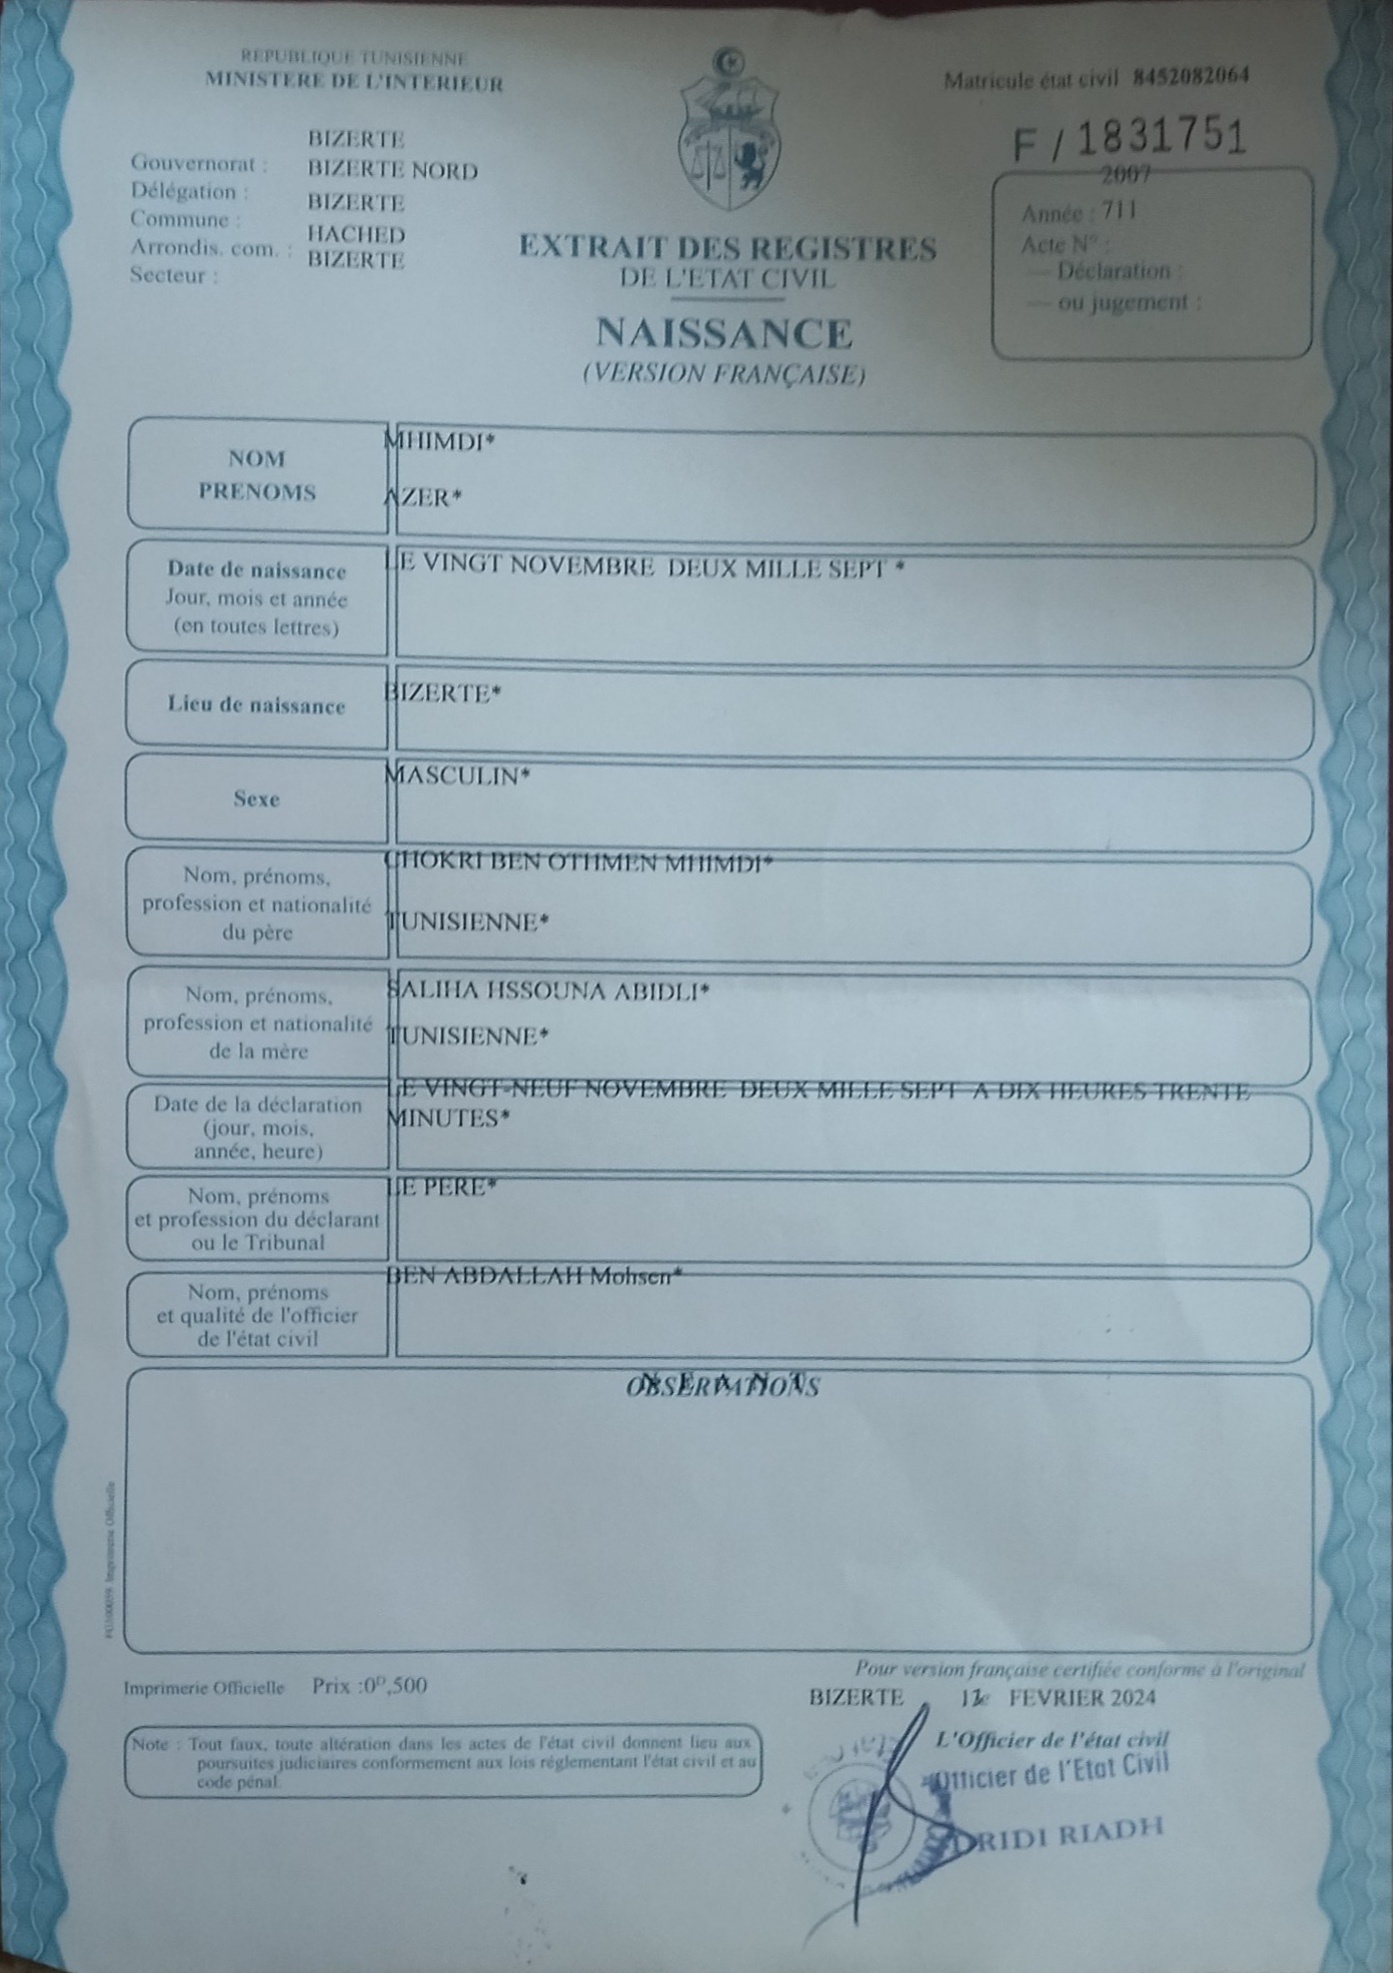 REPUBLIQUE TUNISIENNE
MINISTERE DE L'INTERIEUR
Matricule état civil 8452082064
F / 1831751
BIZERTE
Gouvernorat : BIZERTE NORD
Délégation : BIZERTE
Commune : HACHED
Arrondis. com. : BIZERTE
Secteur :
2007
Année : 711
Acte N° :
— Déclaration :
— ou jugement :
EXTRAIT DES REGISTRES
DE L'ETAT CIVIL
NAISSANCE
(VERSION FRANÇAISE)
NOM MHIMDI*
PRENOMS AZER*
Date de naissance
Jour, mois et année
(en toutes lettres)
LE VINGT NOVEMBRE DEUX MILLE SEPT *
Lieu de naissance BIZERTE*
Sexe MASCULIN*
Nom, prénoms,
profession et nationalité
du père
CHOKRI BEN OTHMEN MHIMDI*
TUNISIENNE*
Nom, prénoms,
profession et nationalité
de la mère
SALIHA HSSOUNA ABIDLI*
TUNISIENNE*
Date de la déclaration
(jour, mois,
année, heure)
LE VINGT-NEUF NOVEMBRE DEUX MILLE SEPT A DIX HEURES TRENTE
MINUTES*
Nom, prénoms
et profession du déclarant
ou le Tribunal
LE PERE*
Nom, prénoms
et qualité de l'officier
de l'état civil
BEN ABDALLAH Mohsen*
OBSERVATIONS
N E A N T
Imprimerie Officielle Prix :0ᴰ,500
Pour version française certifiée conforme à l'original
BIZERTE FEVRIER 2024
L'Officier de l'état civil
Officier de l'Etat Civil
DRIDI RIADH
Note : Tout faux, toute altération dans les actes de l'état civil donnent lieu aux
poursuites judiciaires conformement aux lois réglementant l'état civil et au
code pénal.
Imprimerie Officielle